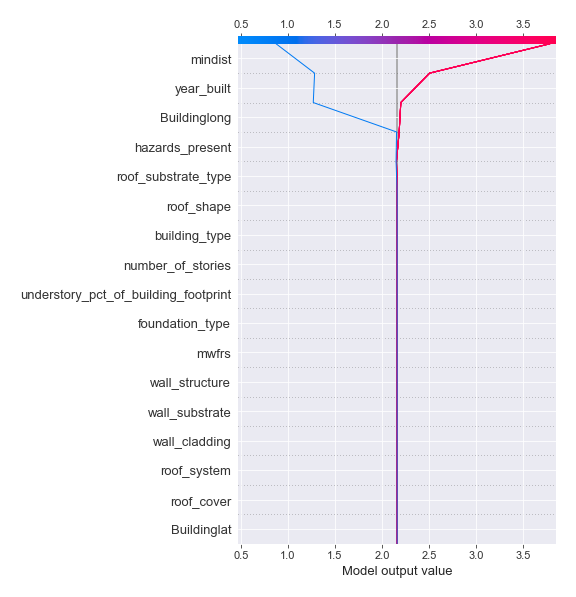 0.5 1.0 1.5 2.0 2.5 3.0 3.5
mindist
year_built
Buildinglong
hazards_present
roof_substrate_type
roof_shape
building_type
number_of_stories
understory_pct_of_building_footprint
foundation_type
mwfrs
wall_structure
wall_substrate
wall_cladding
roof_system
roof_cover
Buildinglat
0.5 1.0 1.5 2.0 2.5 3.0 3.5
Model output value